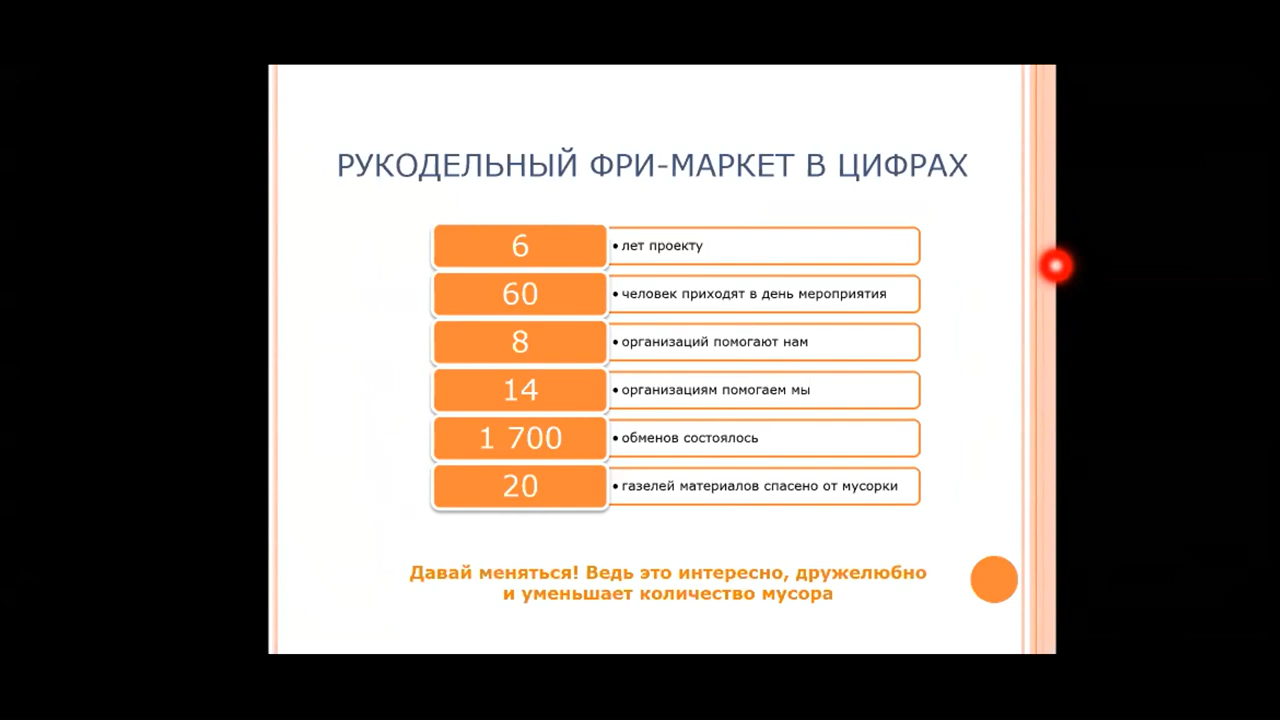 РУКОДЕЛЬНЫЙ ФРИ-МАРКЕТ В ЦИФРАХ
6 • лет проекту
60 • человек приходят в день мероприятия
8 • организаций помогают нам
14 • организациям помогаем мы
1 700 • обменов состоялось
20 • газелей материалов спасено от мусорки
Давай меняться! Ведь это интересно, дружелюбно
и уменьшает количество мусора